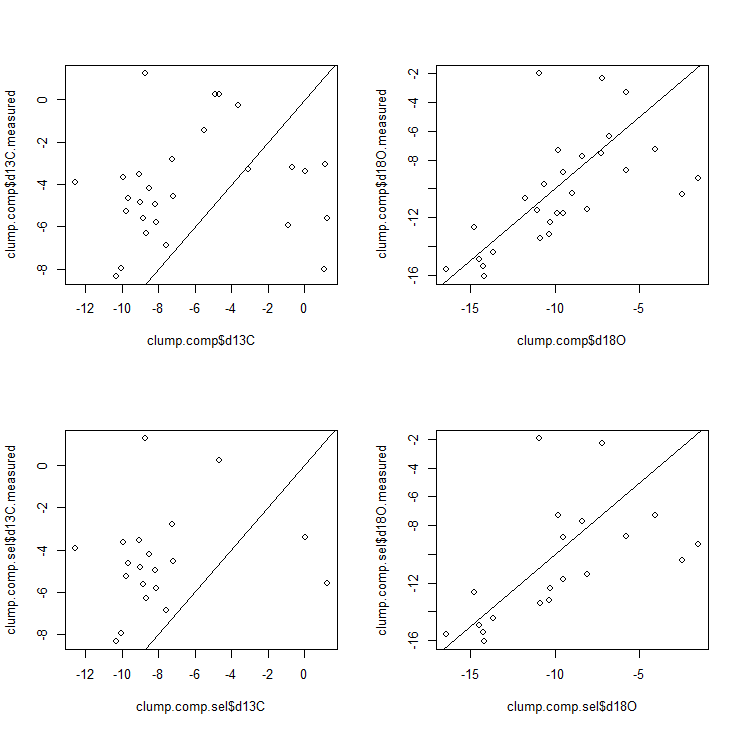 clump.comp$d13C.measured
0
-2
-4
-6
-8
-12 -10 -8 -6 -4 -2 0
clump.comp$d13C
clump.comp$d18O.measured
-2
-4
-6
-8
-12
-16
-15 -10 -5
clump.comp$d18O
clump.comp.sel$d13C.measured
0
-2
-4
-6
-8
-12 -10 -8 -6 -4 -2 0
clump.comp.sel$d13C
clump.comp.sel$d18O.measured
-2
-4
-6
-8
-12
-16
-15 -10 -5
clump.comp.sel$d18O